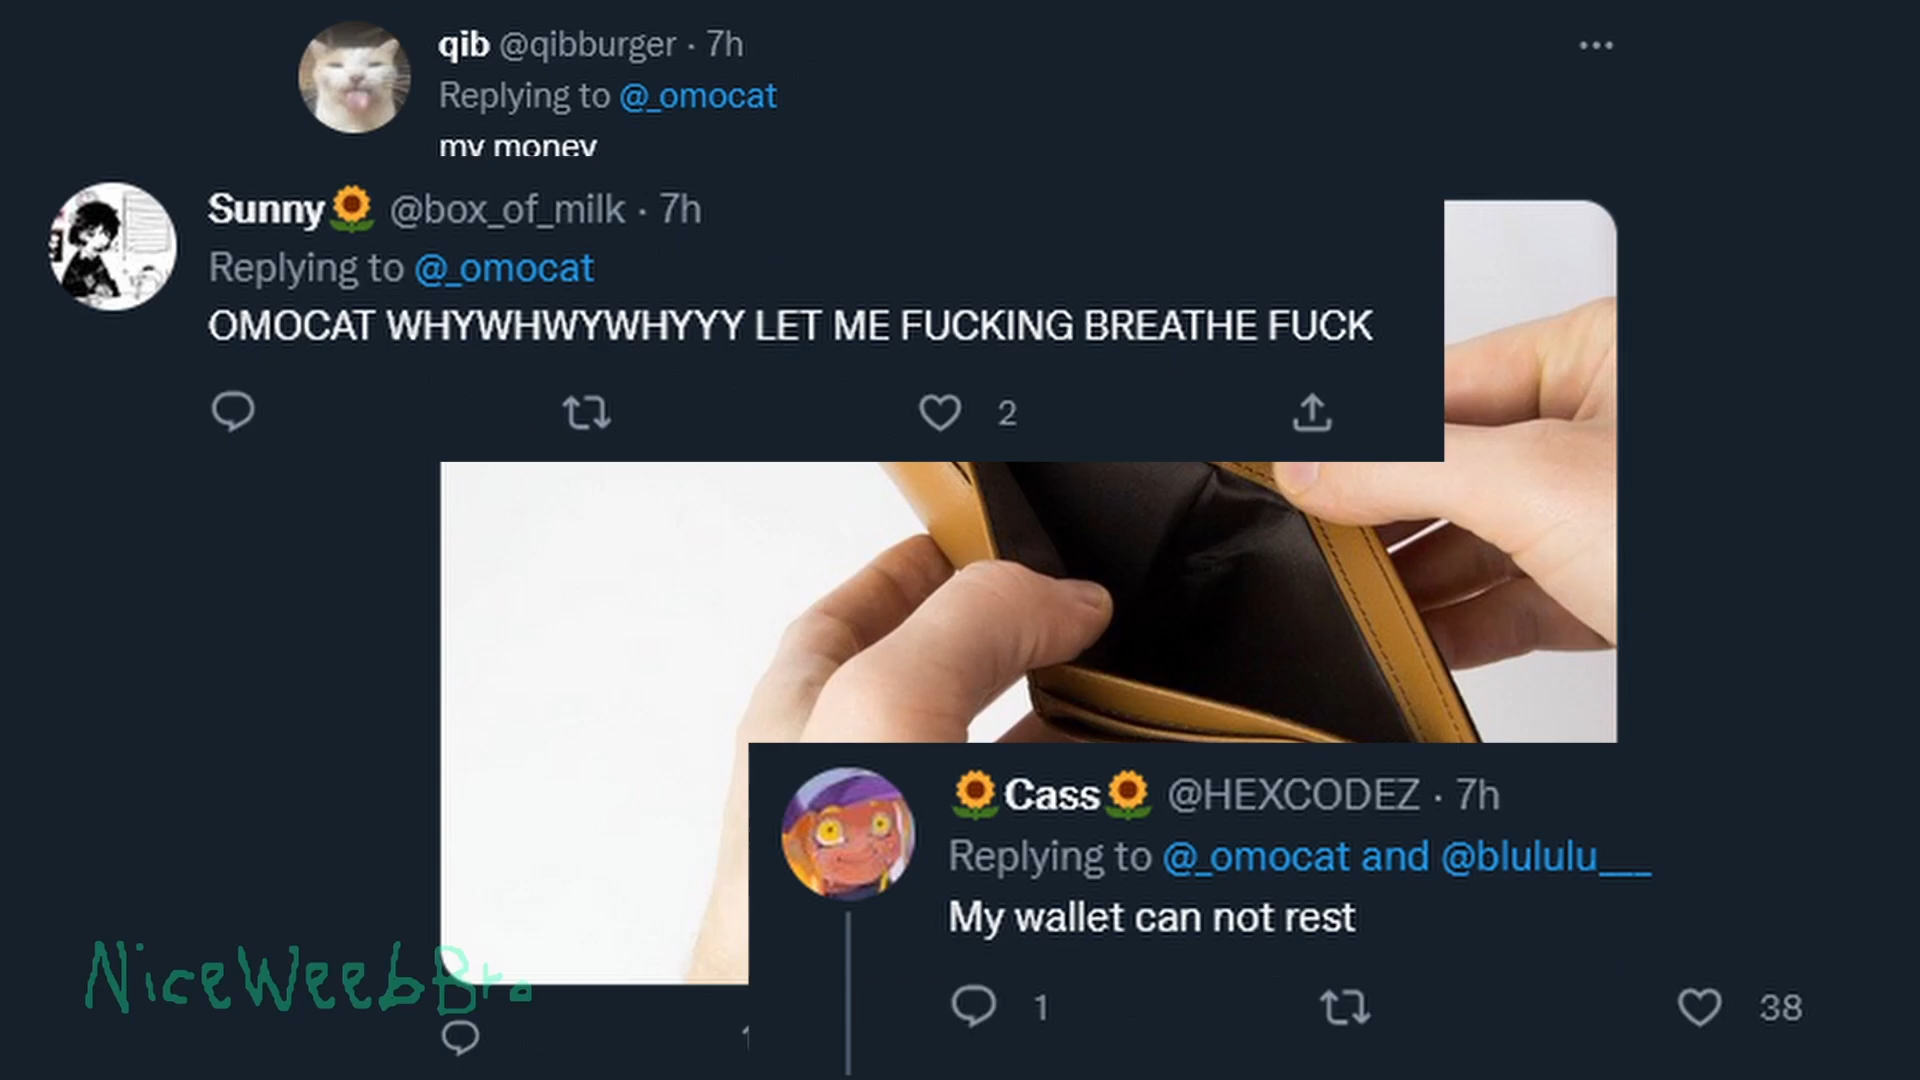 qib @qibburger · 7h
Replying to @_omocat
my money
Sunny🌻 @box_of_milk · 7h
Replying to @_omocat
OMOCAT WHYWHWYWHYYY LET ME FUCKING BREATHE FUCK
2
🌻Cass🌻 @HEXCODEZ · 7h
Replying to @_omocat and @blululu___
My wallet can not rest
1 38
NiceWeebBro